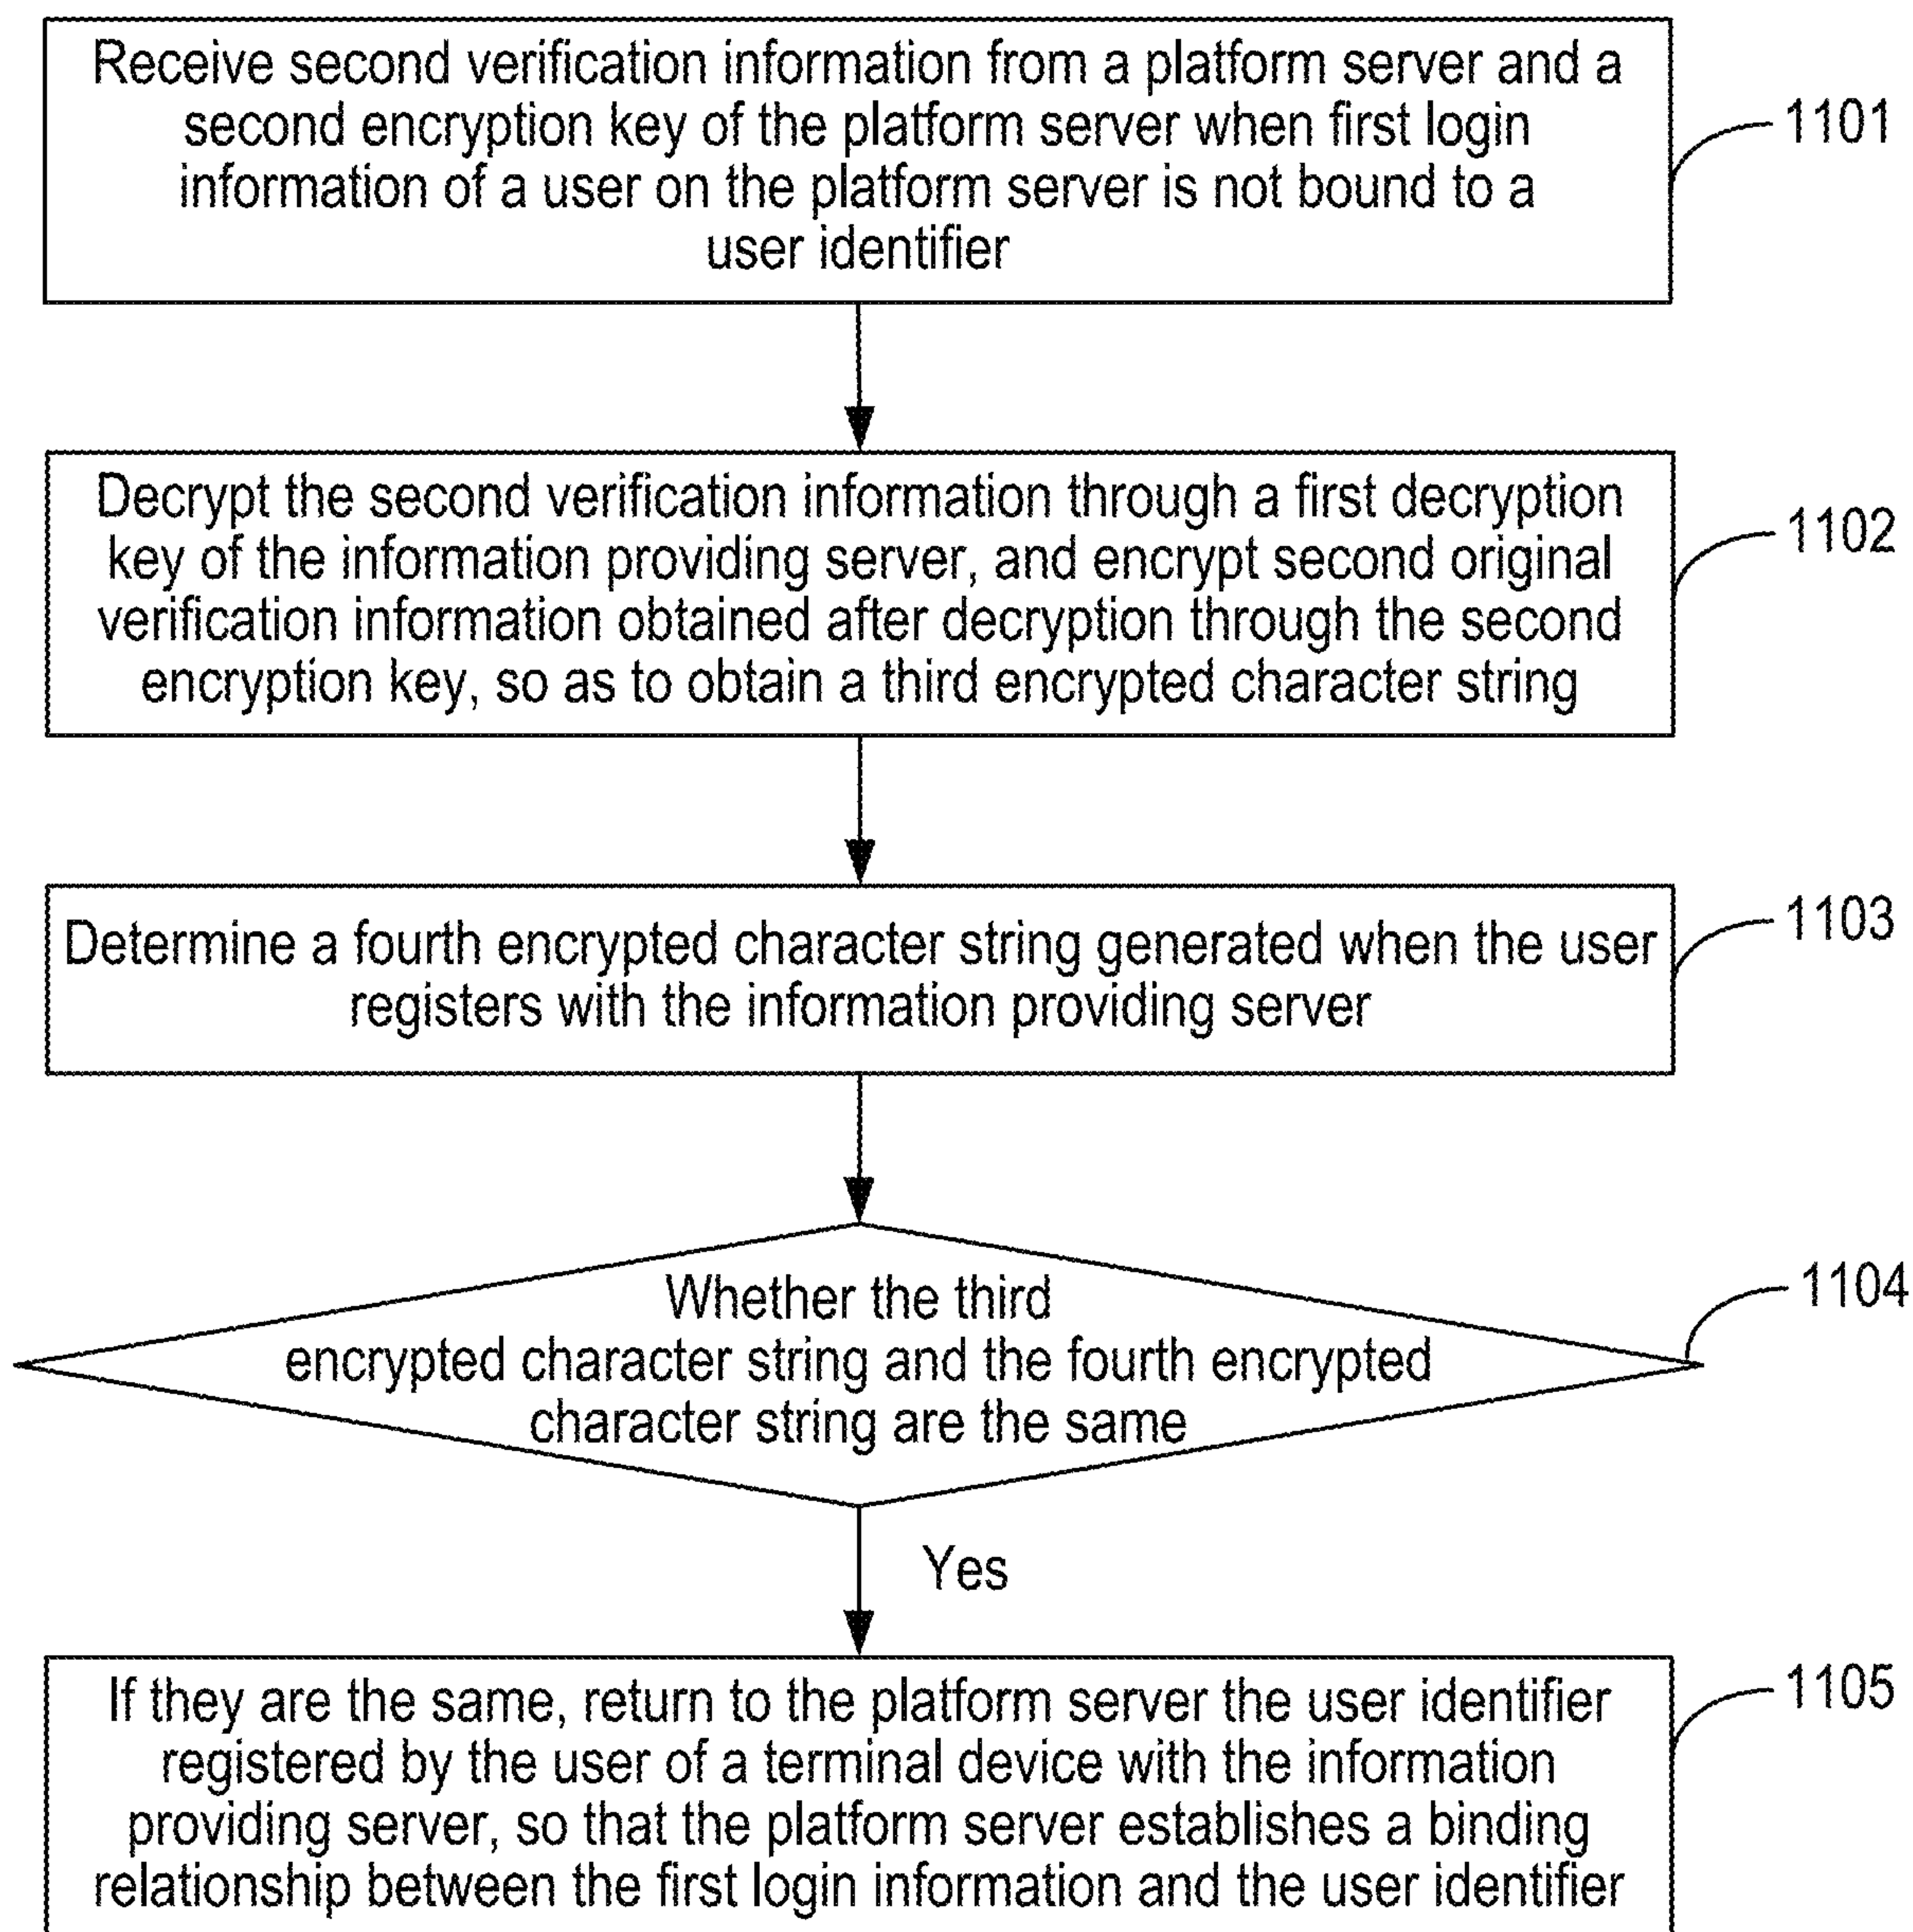 Receive second verification information from a platform server and a
second encryption key of the platform server when first login
information of a user on the platform server is not bound to a
user identifier
1101
Decrypt the second verification information through a first decryption
key of the information providing server, and encrypt second original
verification information obtained after decryption through the second
encryption key, so as to obtain a third encrypted character string
1102
Determine a fourth encrypted character string generated when the user
registers with the information providing server
1103
Whether the third
encrypted character string and the fourth encrypted
character string are the same
1104
Yes
If they are the same, return to the platform server the user identifier
registered by the user of a terminal device with the information
providing server, so that the platform server establishes a binding
relationship between the first login information and the user identifier
1105